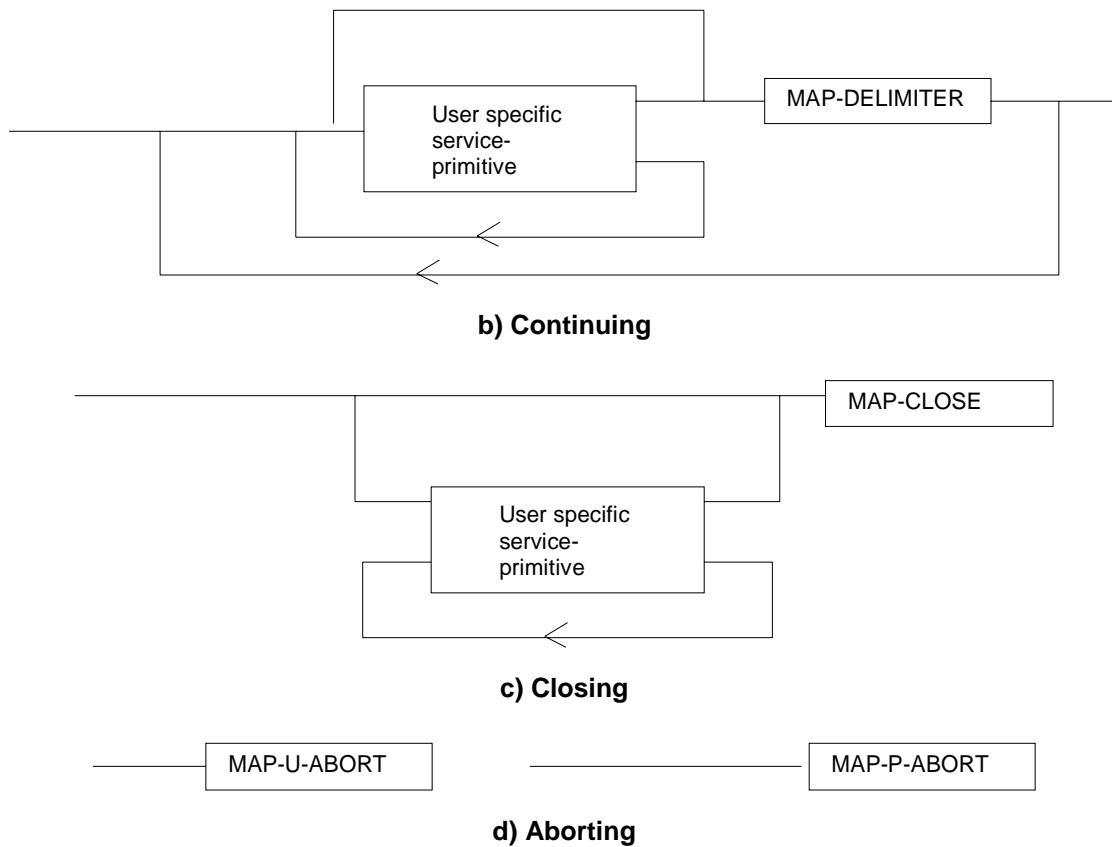 User specific
service-
primitive
MAP-DELIMITER
b) Continuing
MAP-CLOSE
User specific
service-
primitive
c) Closing
MAP-U-ABORT
MAP-P-ABORT
d) Aborting